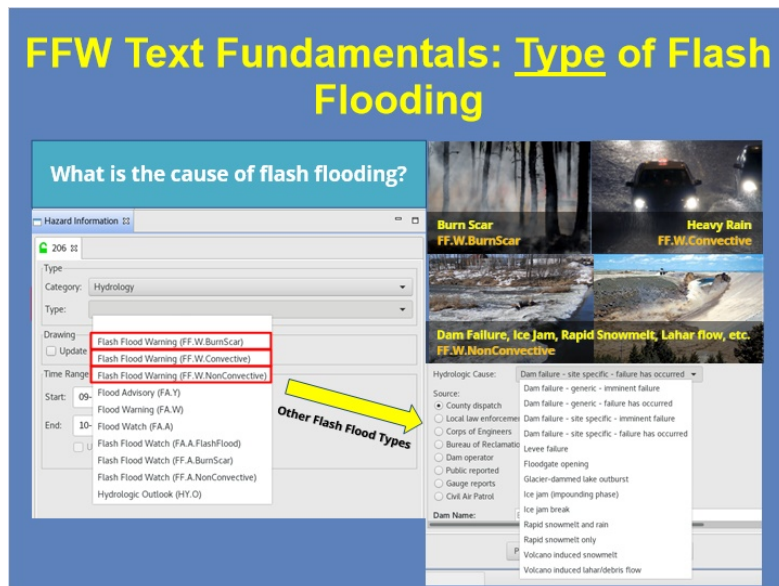 FFW Text Fundamentals: Type of Flash
Flooding
What is the cause of flash flooding?
Hazard Information
206
Type
Category: Hydrology
Type:
Drawing
Update
Flash Flood Warning (FF.W.BurnScar)
Flash Flood Warning (FF.W.Convective)
Time Range
Flash Flood Warning (FF.W.NonConvective)
Start: 09-
Flood Advisory (FA.Y)
Flood Warning (FA.W)
End: 10-
Flood Watch (FA.A)
Flash Flood Watch (FA.A.FlashFlood)
Flash Flood Watch (FF.A.BurnScar)
Flash Flood Watch (FF.A.NonConvective)
Hydrologic Outlook (HY.O)
Other Flash Flood Types
Burn Scar
FF.W.BurnScar
Heavy Rain
FF.W.Convective
Dam Failure, Ice Jam, Rapid Snowmelt, Lahar flow, etc.
FF.W.NonConvective
Hydrologic Cause: Dam failure - site specific - failure has occurred
Source:
County dispatch
Local law enforcemen
Corps of Engineers
Bureau of Reclamatio
Dam operator
Public reported
Gauge reports
Civil Air Patrol
Dam Name:
Dam failure - generic - imminent failure
Dam failure - generic - failure has occurred
Dam failure - site specific - imminent failure
Dam failure - site specific - failure has occurred
Levee failure
Floodgate opening
Glacier-dammed lake outburst
Ice jam (impounding phase)
Ice jam break
Rapid snowmelt and rain
Rapid snowmelt only
Volcano induced snowmelt
Volcano induced lahar/debris flow